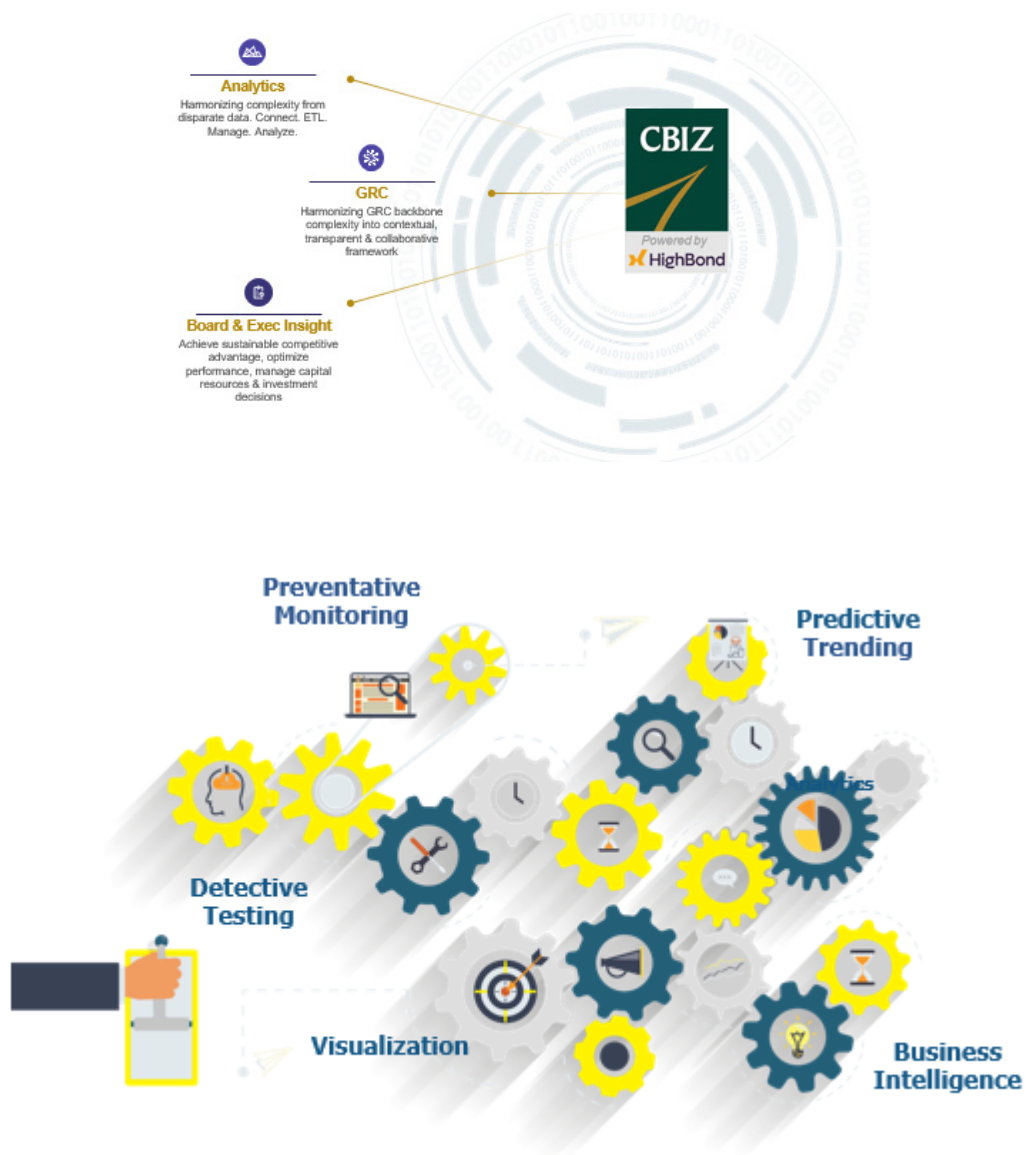 Analytics
Harmonizing complexity from
disparate data. Connect. ETL.
Manage. Analyze.
GRC
Harmonizing GRC backbone
complexity into contextual,
transparent & collaborative
framework
Board & Exec Insight
Achieve sustainable competitive
advantage, optimize
performance, manage capital
resources & investment
decisions
CBIZ
Powered by
HighBond
Preventative
Monitoring
Predictive
Trending
Analytics
Detective
Testing
Visualization
Business
Intelligence